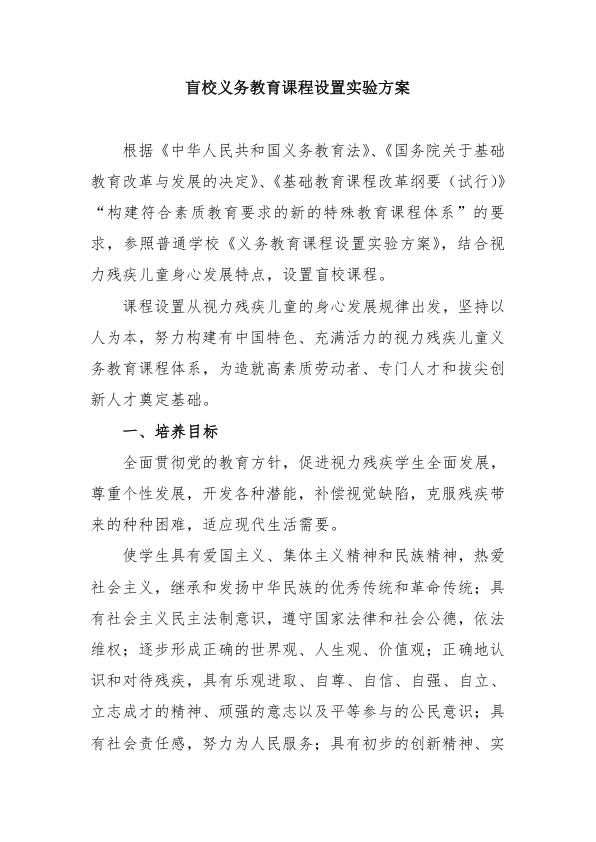 盲校义务教育课程设置实验方案
根据《中华人民共和国义务教育法》、《国务院关于基础
教育改革与发展的决定》、《基础教育课程改革纲要（试行）》
“构建符合素质教育要求的新的特殊教育课程体系”的要
求，参照普通学校《义务教育课程设置实验方案》，结合视
力残疾儿童身心发展特点，设置盲校课程。
课程设置从视力残疾儿童的身心发展规律出发，坚持以
人为本，努力构建有中国特色、充满活力的视力残疾儿童义
务教育课程体系，为造就高素质劳动者、专门人才和拔尖创
新人才奠定基础。
一、培养目标
全面贯彻党的教育方针，促进视力残疾学生全面发展，
尊重个性发展，开发各种潜能，补偿视觉缺陷，克服残疾带
来的种种困难，适应现代生活需要。
使学生具有爱国主义、集体主义精神和民族精神，热爱
社会主义，继承和发扬中华民族的优秀传统和革命传统；具
有社会主义民主法制意识，遵守国家法律和社会公德，依法
维权；逐步形成正确的世界观、人生观、价值观；正确地认
识和对待残疾，具有乐观进取、自尊、自信、自强、自立、
立志成才的精神、顽强的意志以及平等参与的公民意识；具
有社会责任感，努力为人民服务；具有初步的创新精神、实